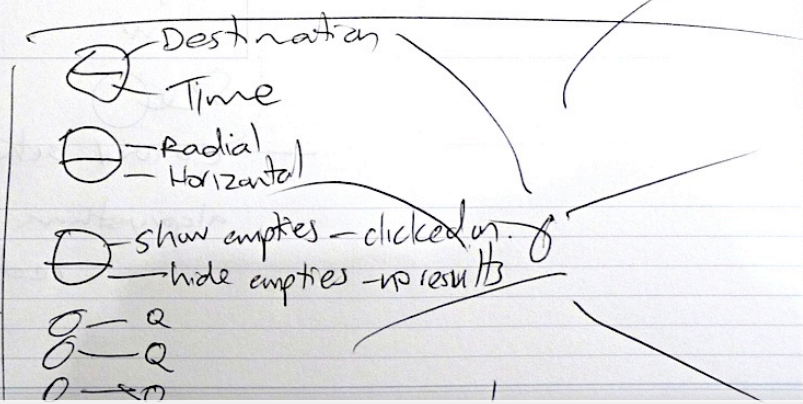 Destination
Time
Radial
Horizontal
show empties - clicked on.
hide empties - no results
Q
Q